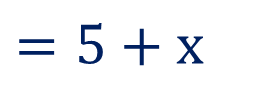 = 5 + x